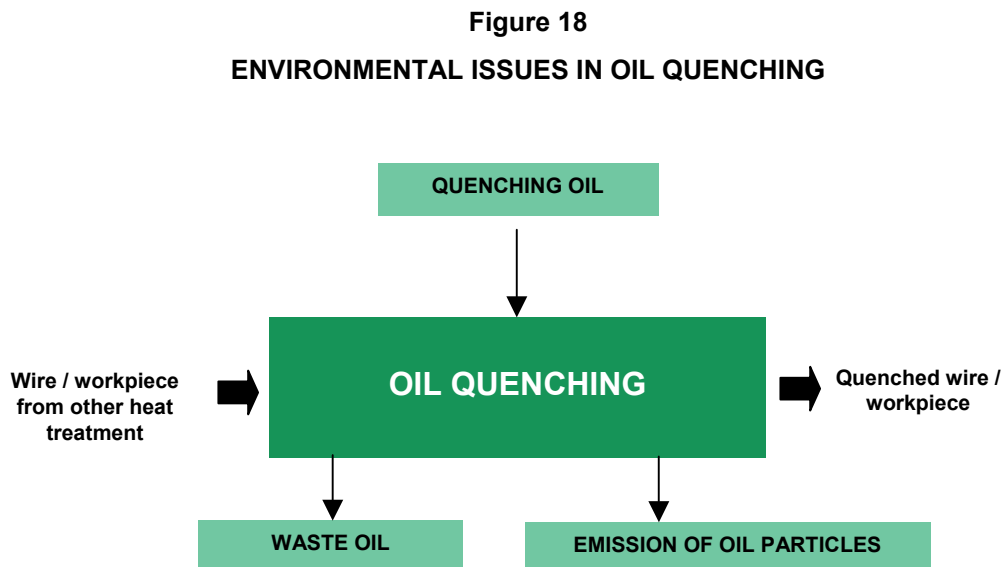 Figure 18
ENVIRONMENTAL ISSUES IN OIL QUENCHING
QUENCHING OIL
Wire / workpiece
from other heat
treatment
OIL QUENCHING
Quenched wire /
workpiece
WASTE OIL
EMISSION OF OIL PARTICLES